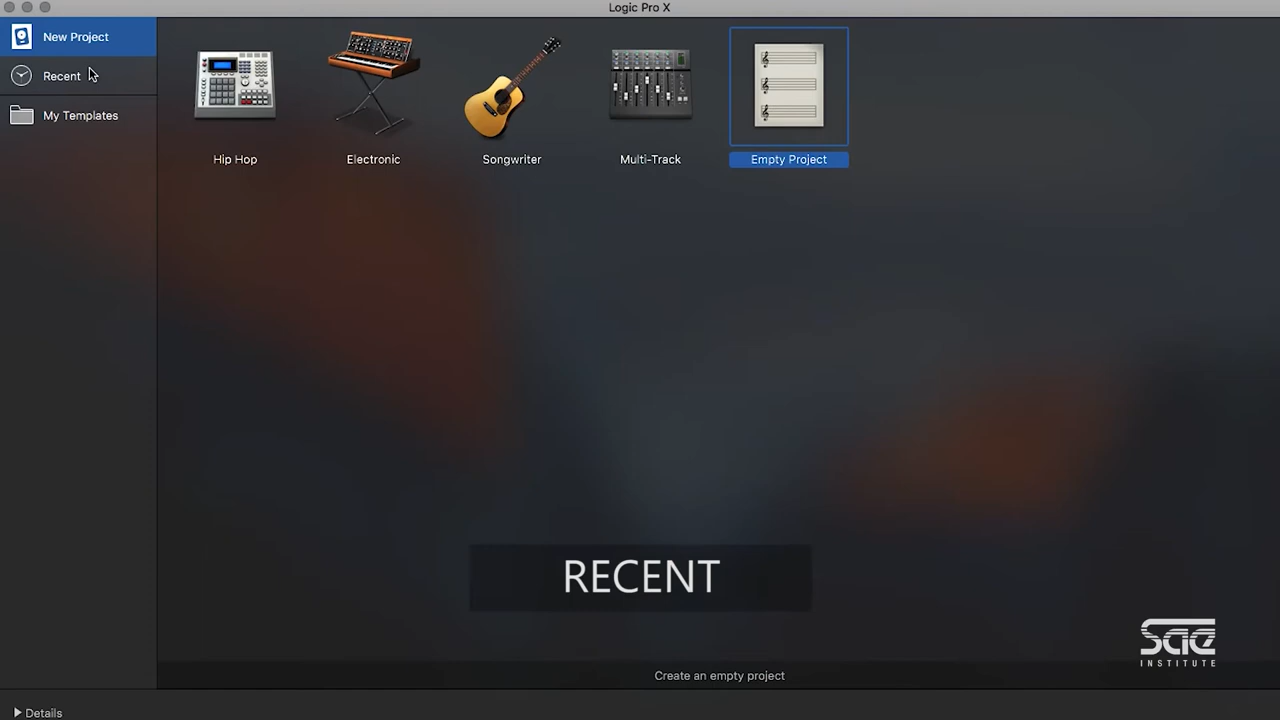 Logic Pro X
New Project
Recent
My Templates
Hip Hop
Electronic
Songwriter
Multi-Track
Empty Project
RECENT
sae
INSTITUTE
Create an empty project
Details